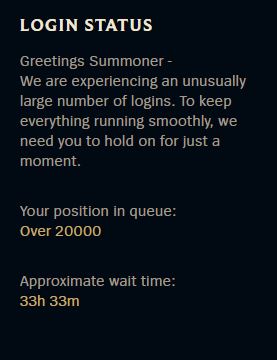 LOGIN STATUS
Greetings Summoner -
We are experiencing an unusually
large number of logins. To keep
everything running smoothly, we
need you to hold on for just a
moment.
Your position in queue:
Over 20000
Approximate wait time:
33h 33m